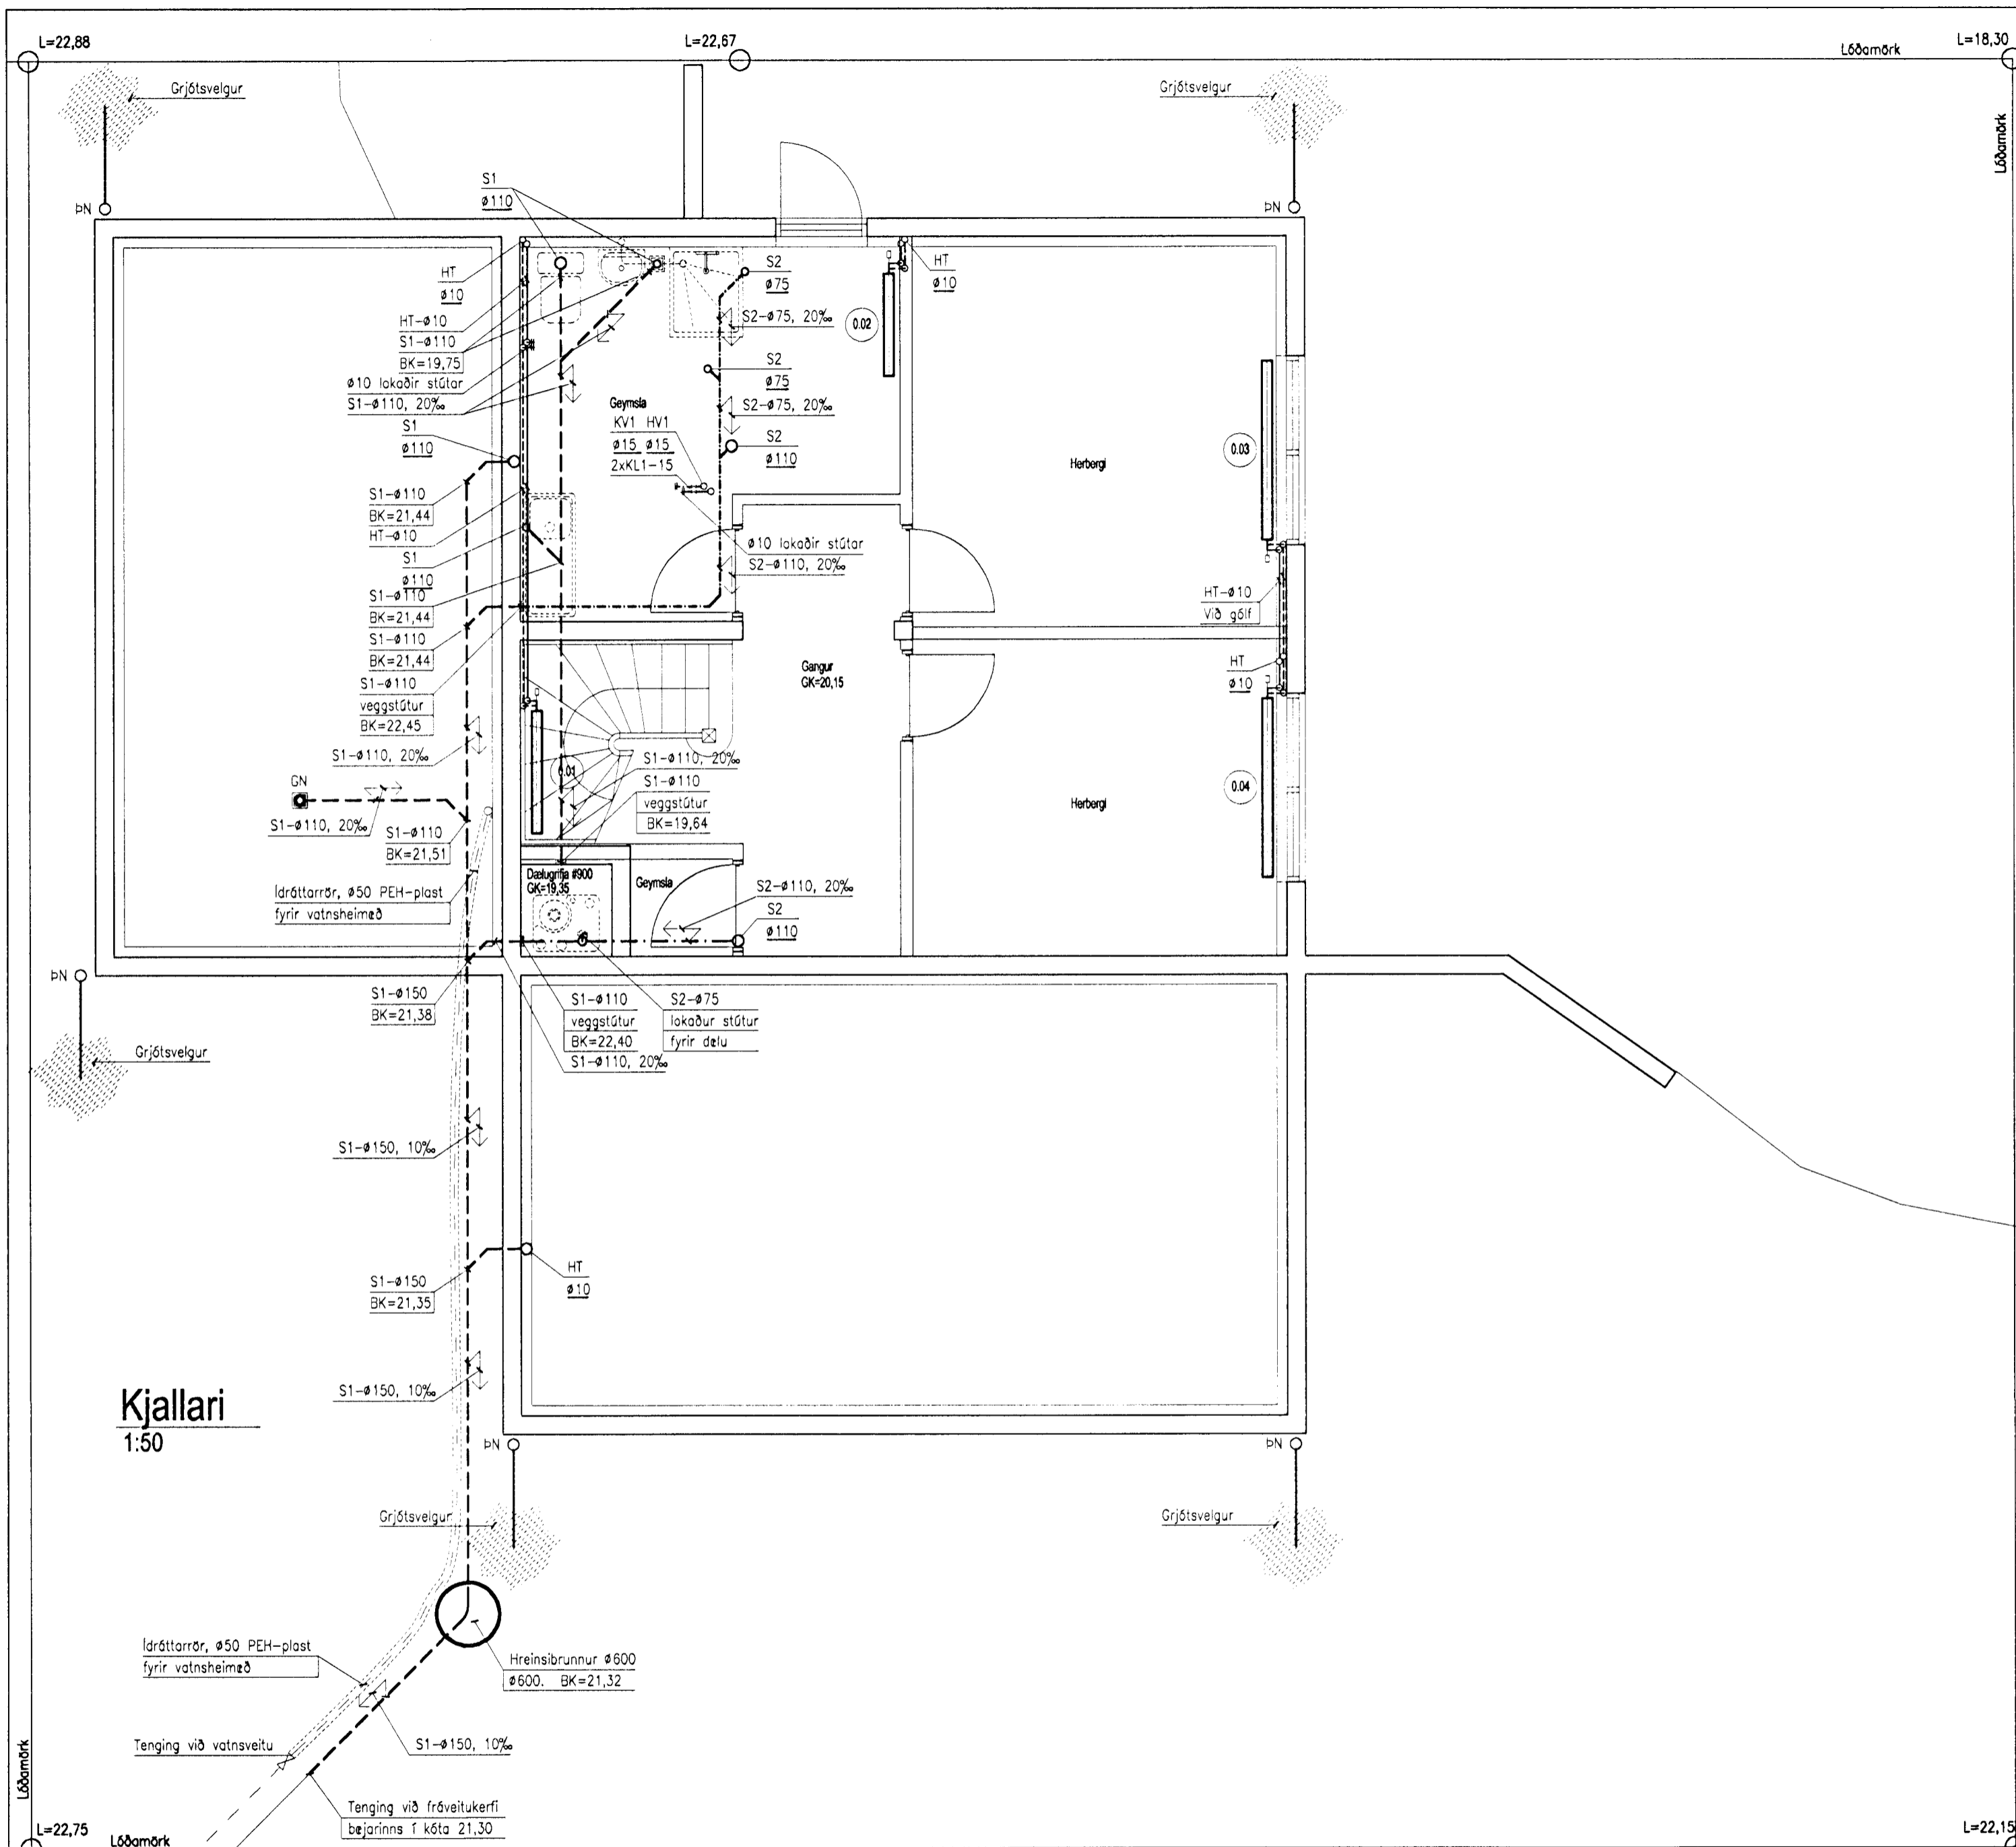 L=22,88
L=22,67
Lóðamörk
L=18,30
Grjótsvelgur
Grjótsvelgur
Lóðamörk
ÞN
ÞN
S1
ø110
HT
ø10
HT-ø10
S1-ø110
BK=19,75
ø10 lokaðir stútar
S1-ø110, 20‰
S1
ø110
S1-ø110
BK=21,44
HT-ø10
S1
ø110
S1-ø110
BK=21,44
S1-ø110
BK=21,44
S1-ø110
veggstútur
BK=22,45
S1-ø110, 20‰
S2
ø75
S2-ø75, 20‰
S2
ø75
S2-ø75, 20‰
S2
ø110
Geymsla
KV1 HV1
ø15 ø15
2xKL1-15
ø10 lokaðir stútar
S2-ø110, 20‰
HT
ø10
0.02
Herbergi
0.03
HT-ø10
Við gólf
HT
ø10
Gangur
GK=20,15
0.01
S1-ø110, 20‰
S1-ø110
veggstútur
BK=19,64
Herbergi
0.04
GN
S1-ø110, 20‰
S1-ø110
BK=21,51
Ídráttarrör, ø50 PEH-plast
fyrir vatnsheimæð
Dælugrifja #900
GK=19,35
Geymsla
S2-ø110, 20‰
S2
ø110
ÞN
S1-ø150
BK=21,38
S1-ø110
veggstútur
BK=22,40
S1-ø110, 20‰
S2-ø75
lokaður stútur
fyrir dælu
Grjótsvelgur
S1-ø150, 10‰
S1-ø150
BK=21,35
HT
ø10
S1-ø150, 10‰
Kjallari
1:50
ÞN
ÞN
Grjótsvelgur
Grjótsvelgur
Ídráttarrör, ø50 PEH-plast
fyrir vatnsheimæð
Hreinsibrunnur ø600
ø600. BK=21,32
Tenging við vatnsveitu
S1-ø150, 10‰
Tenging við fráveitukerfi
bæjarinns í kóta 21,30
Lóðamörk
L=22,75
Lóðamörk
L=22,15